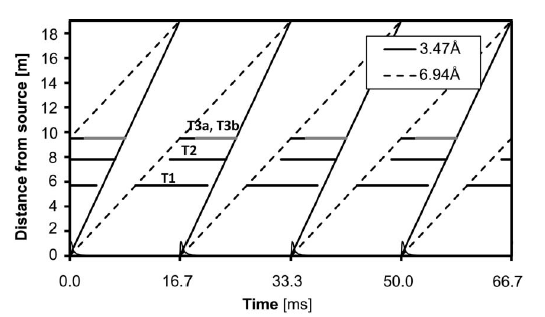 Distance from source [m]
18
16
14
12
10
8
6
4
2
0
3.47Å
6.94Å
T3a, T3b
T2
T1
0.0 16.7 33.3 50.0 66.7
Time [ms]